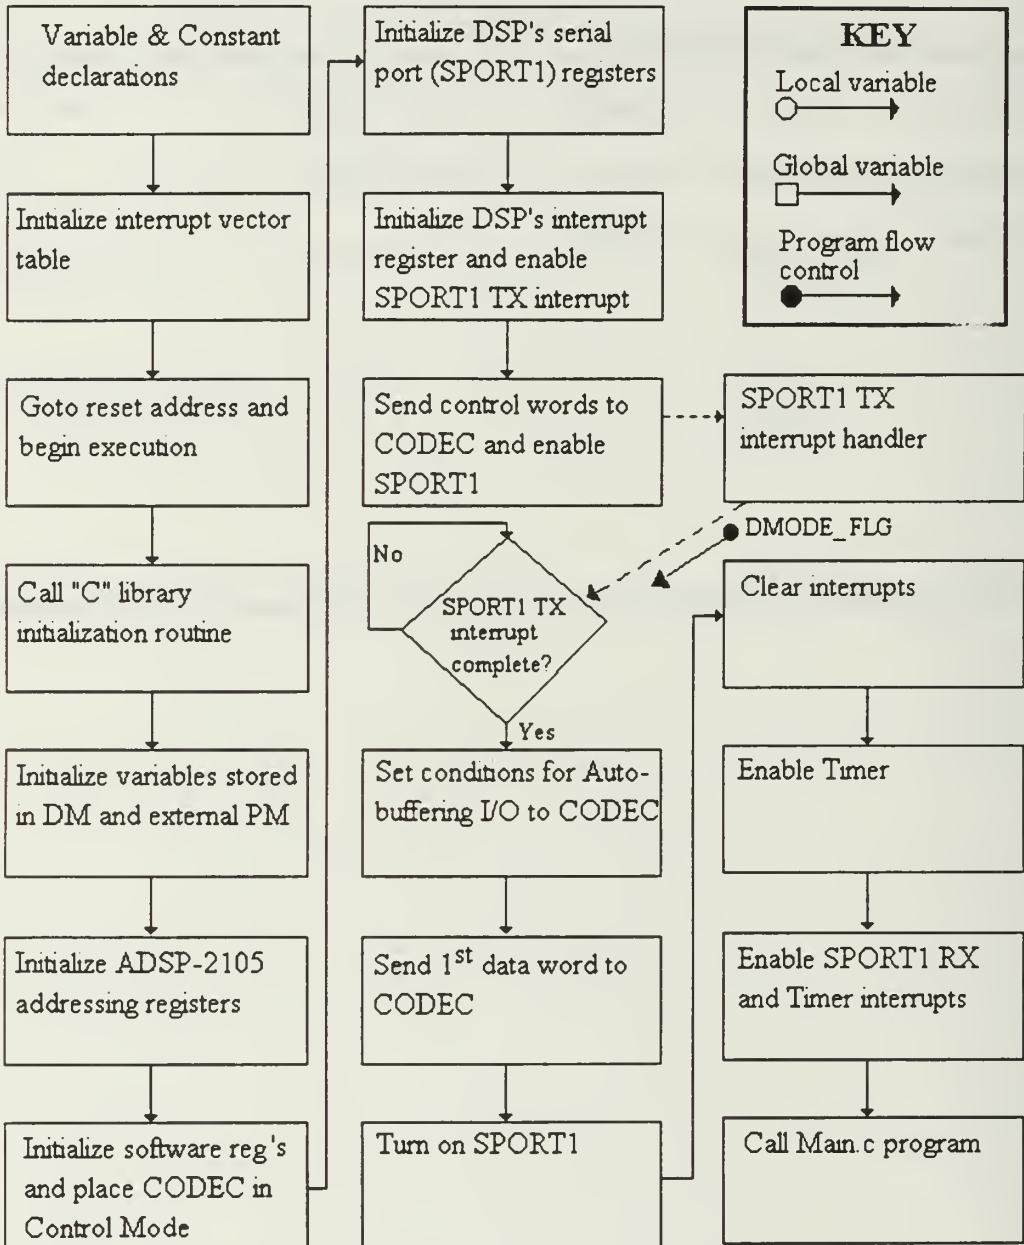 Variable & Constant
declarations
Initialize interrupt vector
table
Goto reset address and
begin execution
Call "C" library
initialization routine
Initialize variables stored
in DM and external PM
Initialize ADSP-2105
addressing registers
Initialize software reg's
and place CODEC in
Control Mode
Initialize DSP's serial
port (SPORT1) registers
Initialize DSP's interrupt
register and enable
SPORT1 TX interrupt
Send control words to
CODEC and enable
SPORT1
No
SPORT1 TX
interrupt
complete?
Yes
Set conditions for Auto-
buffering I/O to CODEC
Send 1st data word to
CODEC
Turn on SPORT1
KEY
Local variable
Global variable
Program flow
control
SPORT1 TX
interrupt handler
DMODE_FLG
Clear interrupts
Enable Timer
Enable SPORT1 RX
and Timer interrupts
Call Main.c program